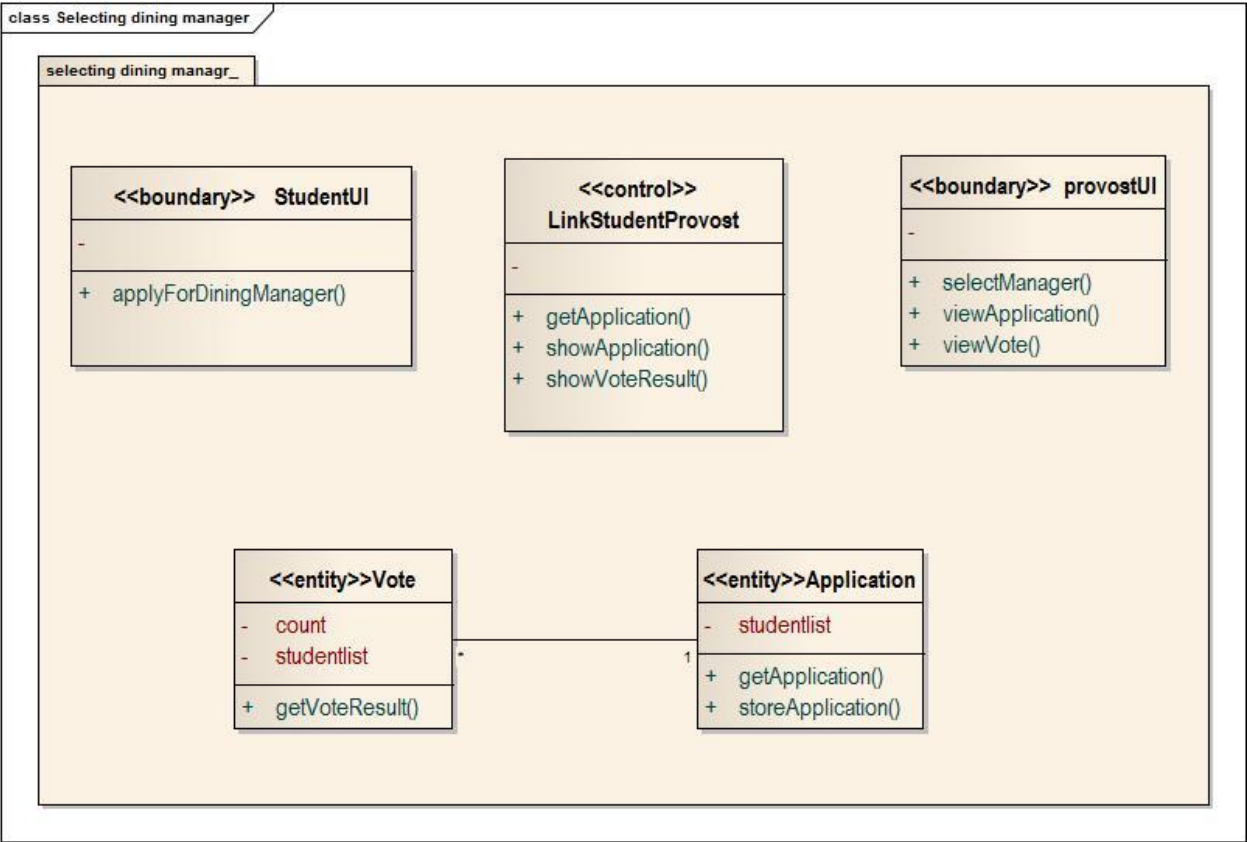 class Selecting dining manager
selecting dining managr_
<<boundary>> StudentUI
-
+ applyForDiningManager()
<<control>>
LinkStudentProvost
-
+ getApplication()
+ showApplication()
+ showVoteResult()
<<boundary>> provostUI
-
+ selectManager()
+ viewApplication()
+ viewVote()
<<entity>>Vote
- count
- studentlist
+ getVoteResult()
* 1
<<entity>>Application
- studentlist
+ getApplication()
+ storeApplication()